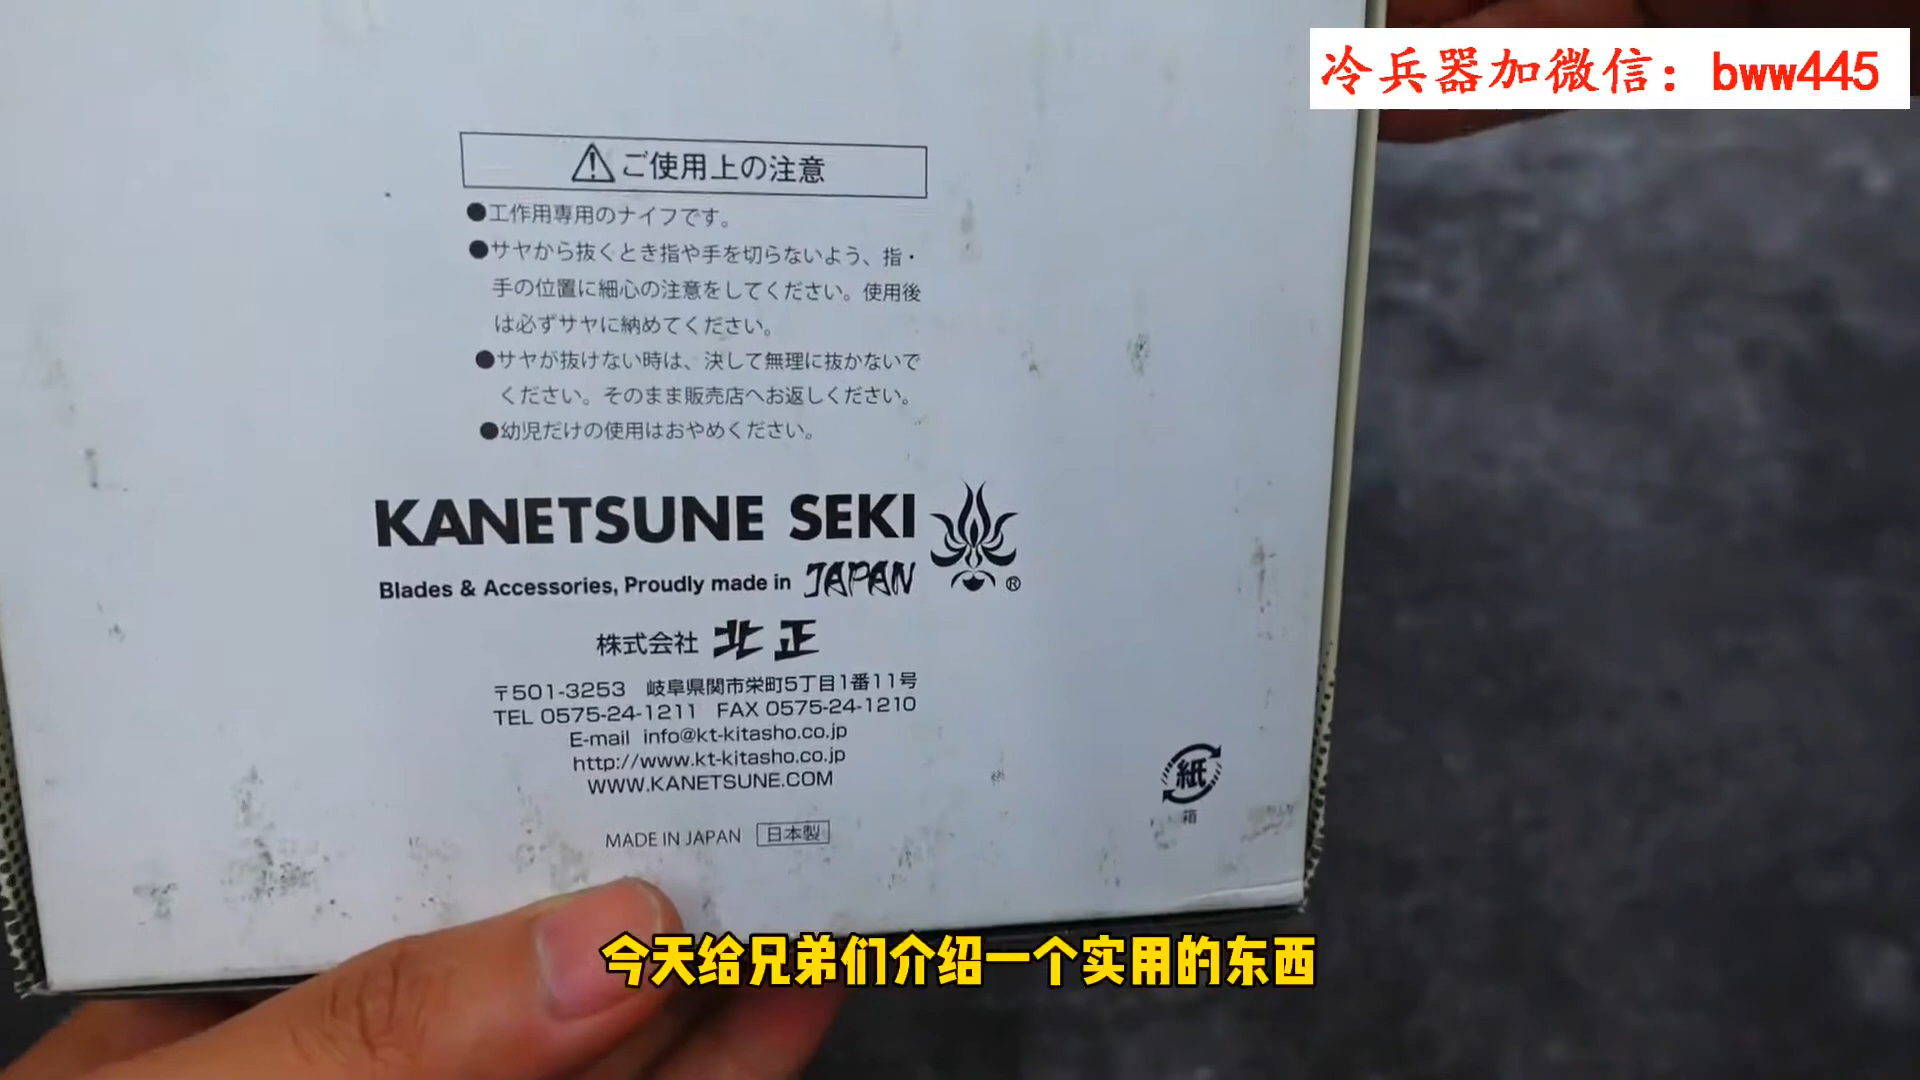 冷兵器加微信：bww445
⚠ご使用上の注意
●工作用専用のナイフです。
●サヤから抜くとき指や手を切らないよう、指・
手の位置に細心の注意をしてください。使用後
は必ずサヤに納めてください。
●サヤが抜けない時は、決して無理に抜かないで
ください。そのまま販売店へお返しください。
●幼児だけの使用はおやめください。
KANETSUNE SEKI
Blades & Accessories, Proudly made in JAPAN ®
株式会社 北正
〒501-3253 岐阜県関市栄町5丁目1番11号
TEL 0575-24-1211 FAX 0575-24-1210
E-mail info@kt-kitasho.co.jp
http://www.kt-kitasho.co.jp
WWW.KANETSUNE.COM
紙
箱
MADE IN JAPAN 日本製
今天给兄弟们介绍一个实用的东西